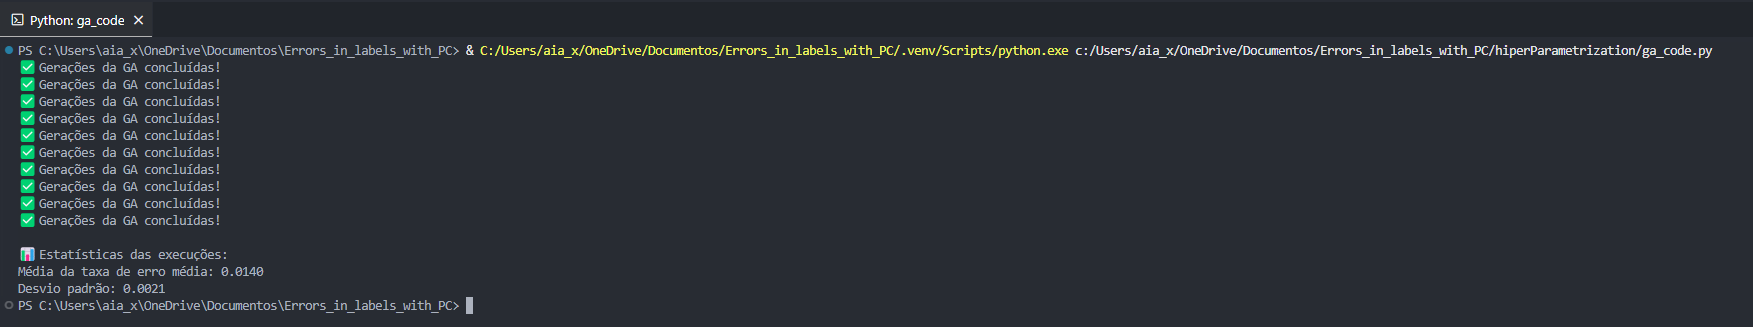 Python: ga_code
PS C:\Users\aia_x\OneDrive\Documentos\Errors_in_labels_with_PC> & C:/Users/aia_x/OneDrive/Documentos/Errors_in_labels_with_PC/.venv/Scripts/python.exe c:/Users/aia_x/OneDrive/Documentos/Errors_in_labels_with_PC/hiperParametrization/ga_code.py
✅ Gerações da GA concluídas!
✅ Gerações da GA concluídas!
✅ Gerações da GA concluídas!
✅ Gerações da GA concluídas!
✅ Gerações da GA concluídas!
✅ Gerações da GA concluídas!
✅ Gerações da GA concluídas!
✅ Gerações da GA concluídas!
✅ Gerações da GA concluídas!
✅ Gerações da GA concluídas!
📊 Estatísticas das execuções:
Média da taxa de erro média: 0.0140
Desvio padrão: 0.0021
PS C:\Users\aia_x\OneDrive\Documentos\Errors_in_labels_with_PC>